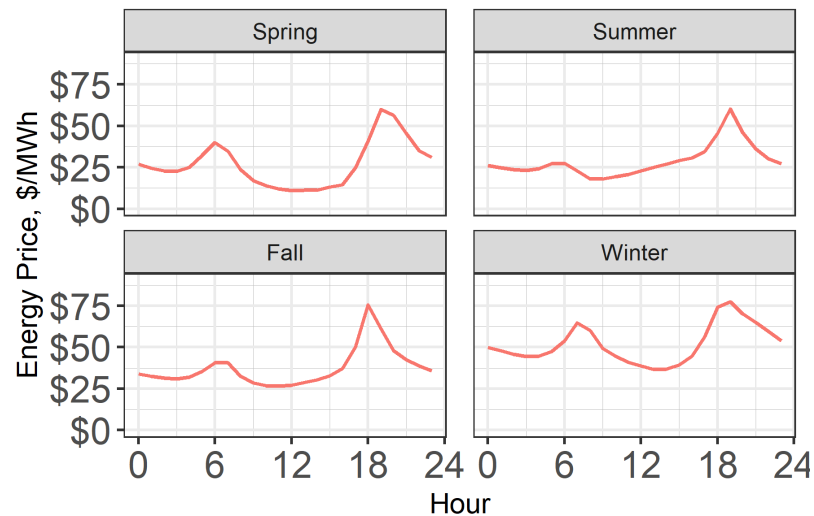 Spring
Summer
$75
$50
$25
$0
Fall
Winter
$75
$50
$25
$0
Energy Price, $/MWh
0 6 12 18 24 0 6 12 18 24
Hour